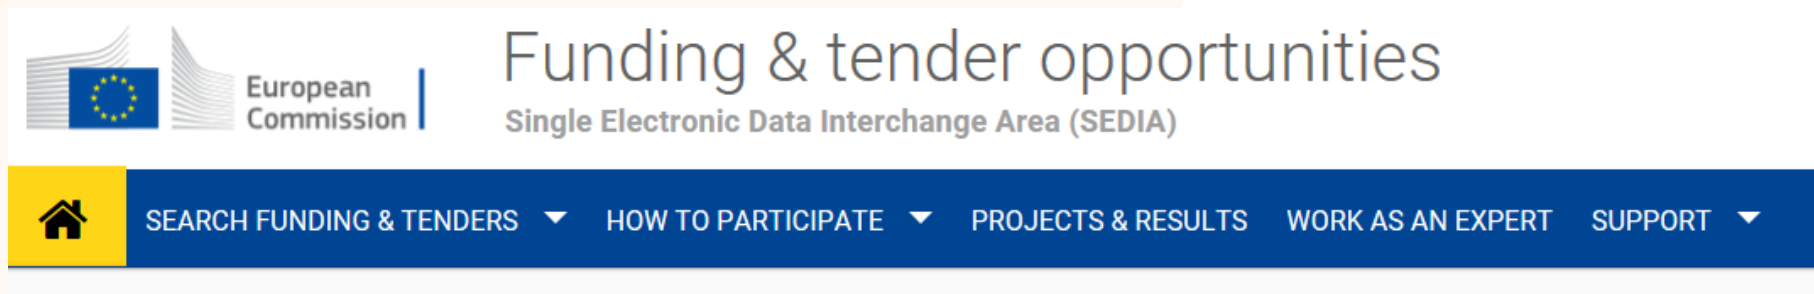 European
Commission
Funding & tender opportunities
Single Electronic Data Interchange Area (SEDIA)
SEARCH FUNDING & TENDERS HOW TO PARTICIPATE PROJECTS & RESULTS WORK AS AN EXPERT SUPPORT